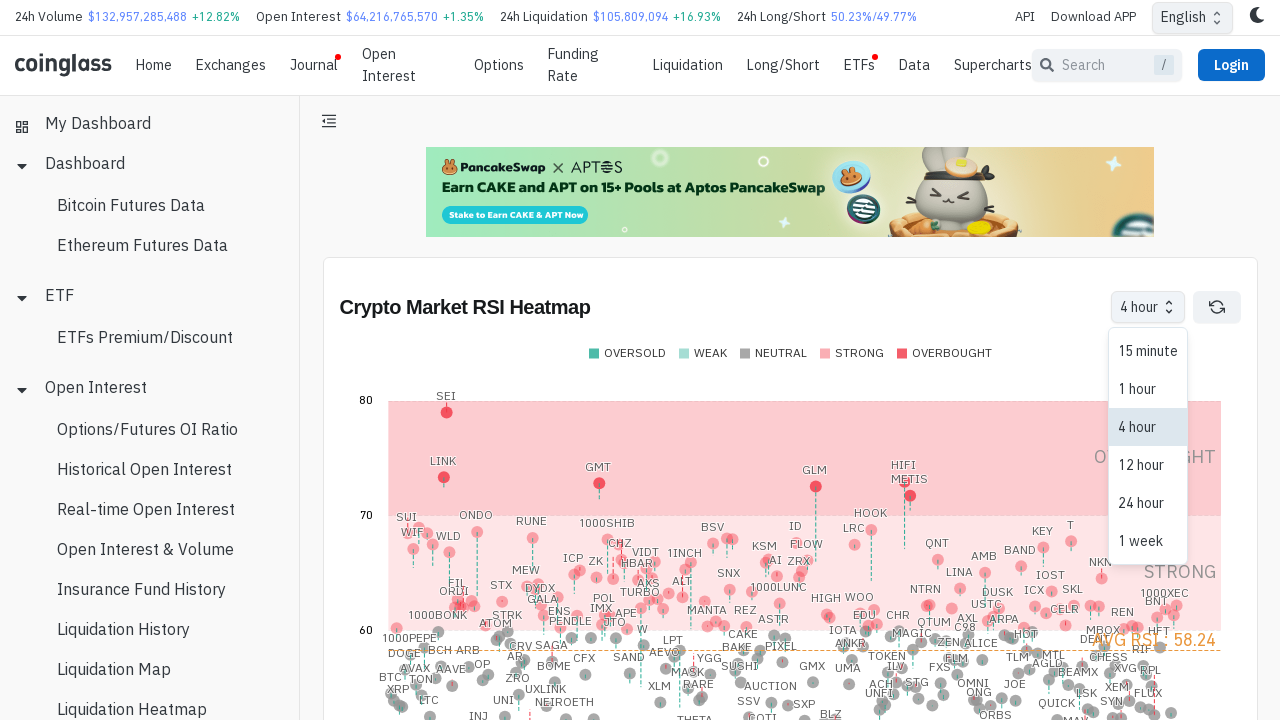 24h Volume $132,957,285,488 +12.82% Open Interest $64,216,765,570 +1.35% 24h Liquidation $105,809,094 +16.93% 24h Long/Short 50.23%/49.77% API Download APP English
coinglass Home Exchanges Journal Open Interest Options Funding Rate Liquidation Long/Short ETFs Data Supercharts Search / Login
My Dashboard
Dashboard
Bitcoin Futures Data
Ethereum Futures Data
ETF
ETFs Premium/Discount
Open Interest
Options/Futures OI Ratio
Historical Open Interest
Real-time Open Interest
Open Interest & Volume
Insurance Fund History
Liquidation History
Liquidation Map
Liquidation Heatmap
PancakeSwap × APTOS
Earn CAKE and APT on 15+ Pools at Aptos PancakeSwap
Stake to Earn CAKE & APT Now
Crypto Market RSI Heatmap
4 hour
15 minute
1 hour
4 hour
12 hour
24 hour
1 week
OVERSOLD WEAK NEUTRAL STRONG OVERBOUGHT
80
SEI
LINK GMT GLM HIFI
METIS
70
SUI ONDO RUNE 1000SHIB BSV ID HOOK
WIF WLD LRC KEY T
CHZ VIDT 1INCH KSM FLOW QNT BAND
ICP ZK HBAR AI ZRX AMB NKN
MEW SNX LINA IOST
FIL STX DYDX AXS ALT 1000LUNC NTRN DUSK ICX SKL
ORDI GALA POL TURBO HIGH WOO USTC 1000XEC
1000BONK STRK ENS IMX APE MANTA REZ EDU CHR AXL CELR BNT
ATOM PENDLE JTO ASTR QTUM C98 ARPA REN
60
1000PEPE W CAKE IOTA MAGIC HOT MBOX HFT
STRONG
AVG RSI : 58.24
DOGE BCH ARB CRV SAGA LPT BAKE PIXEL ANKR ZEN ALICE RIF
AVAX AR SAND AEVO YGG TOKEN FLM TLM MTL CHESS
TON AAVE OP BOME CFX MASK SUSHI GMX UMA ILV FXS AGLD XVG RPL
BTC ZRO RARE ACH STG OMNI JOE BEAMX
XRP UXLINK XLM AUCTION UNFI ONG LSK XEM FLUX
LTC UNI NEIROETH SSV SXP QUICK SYN
INJ BLZ ORBS